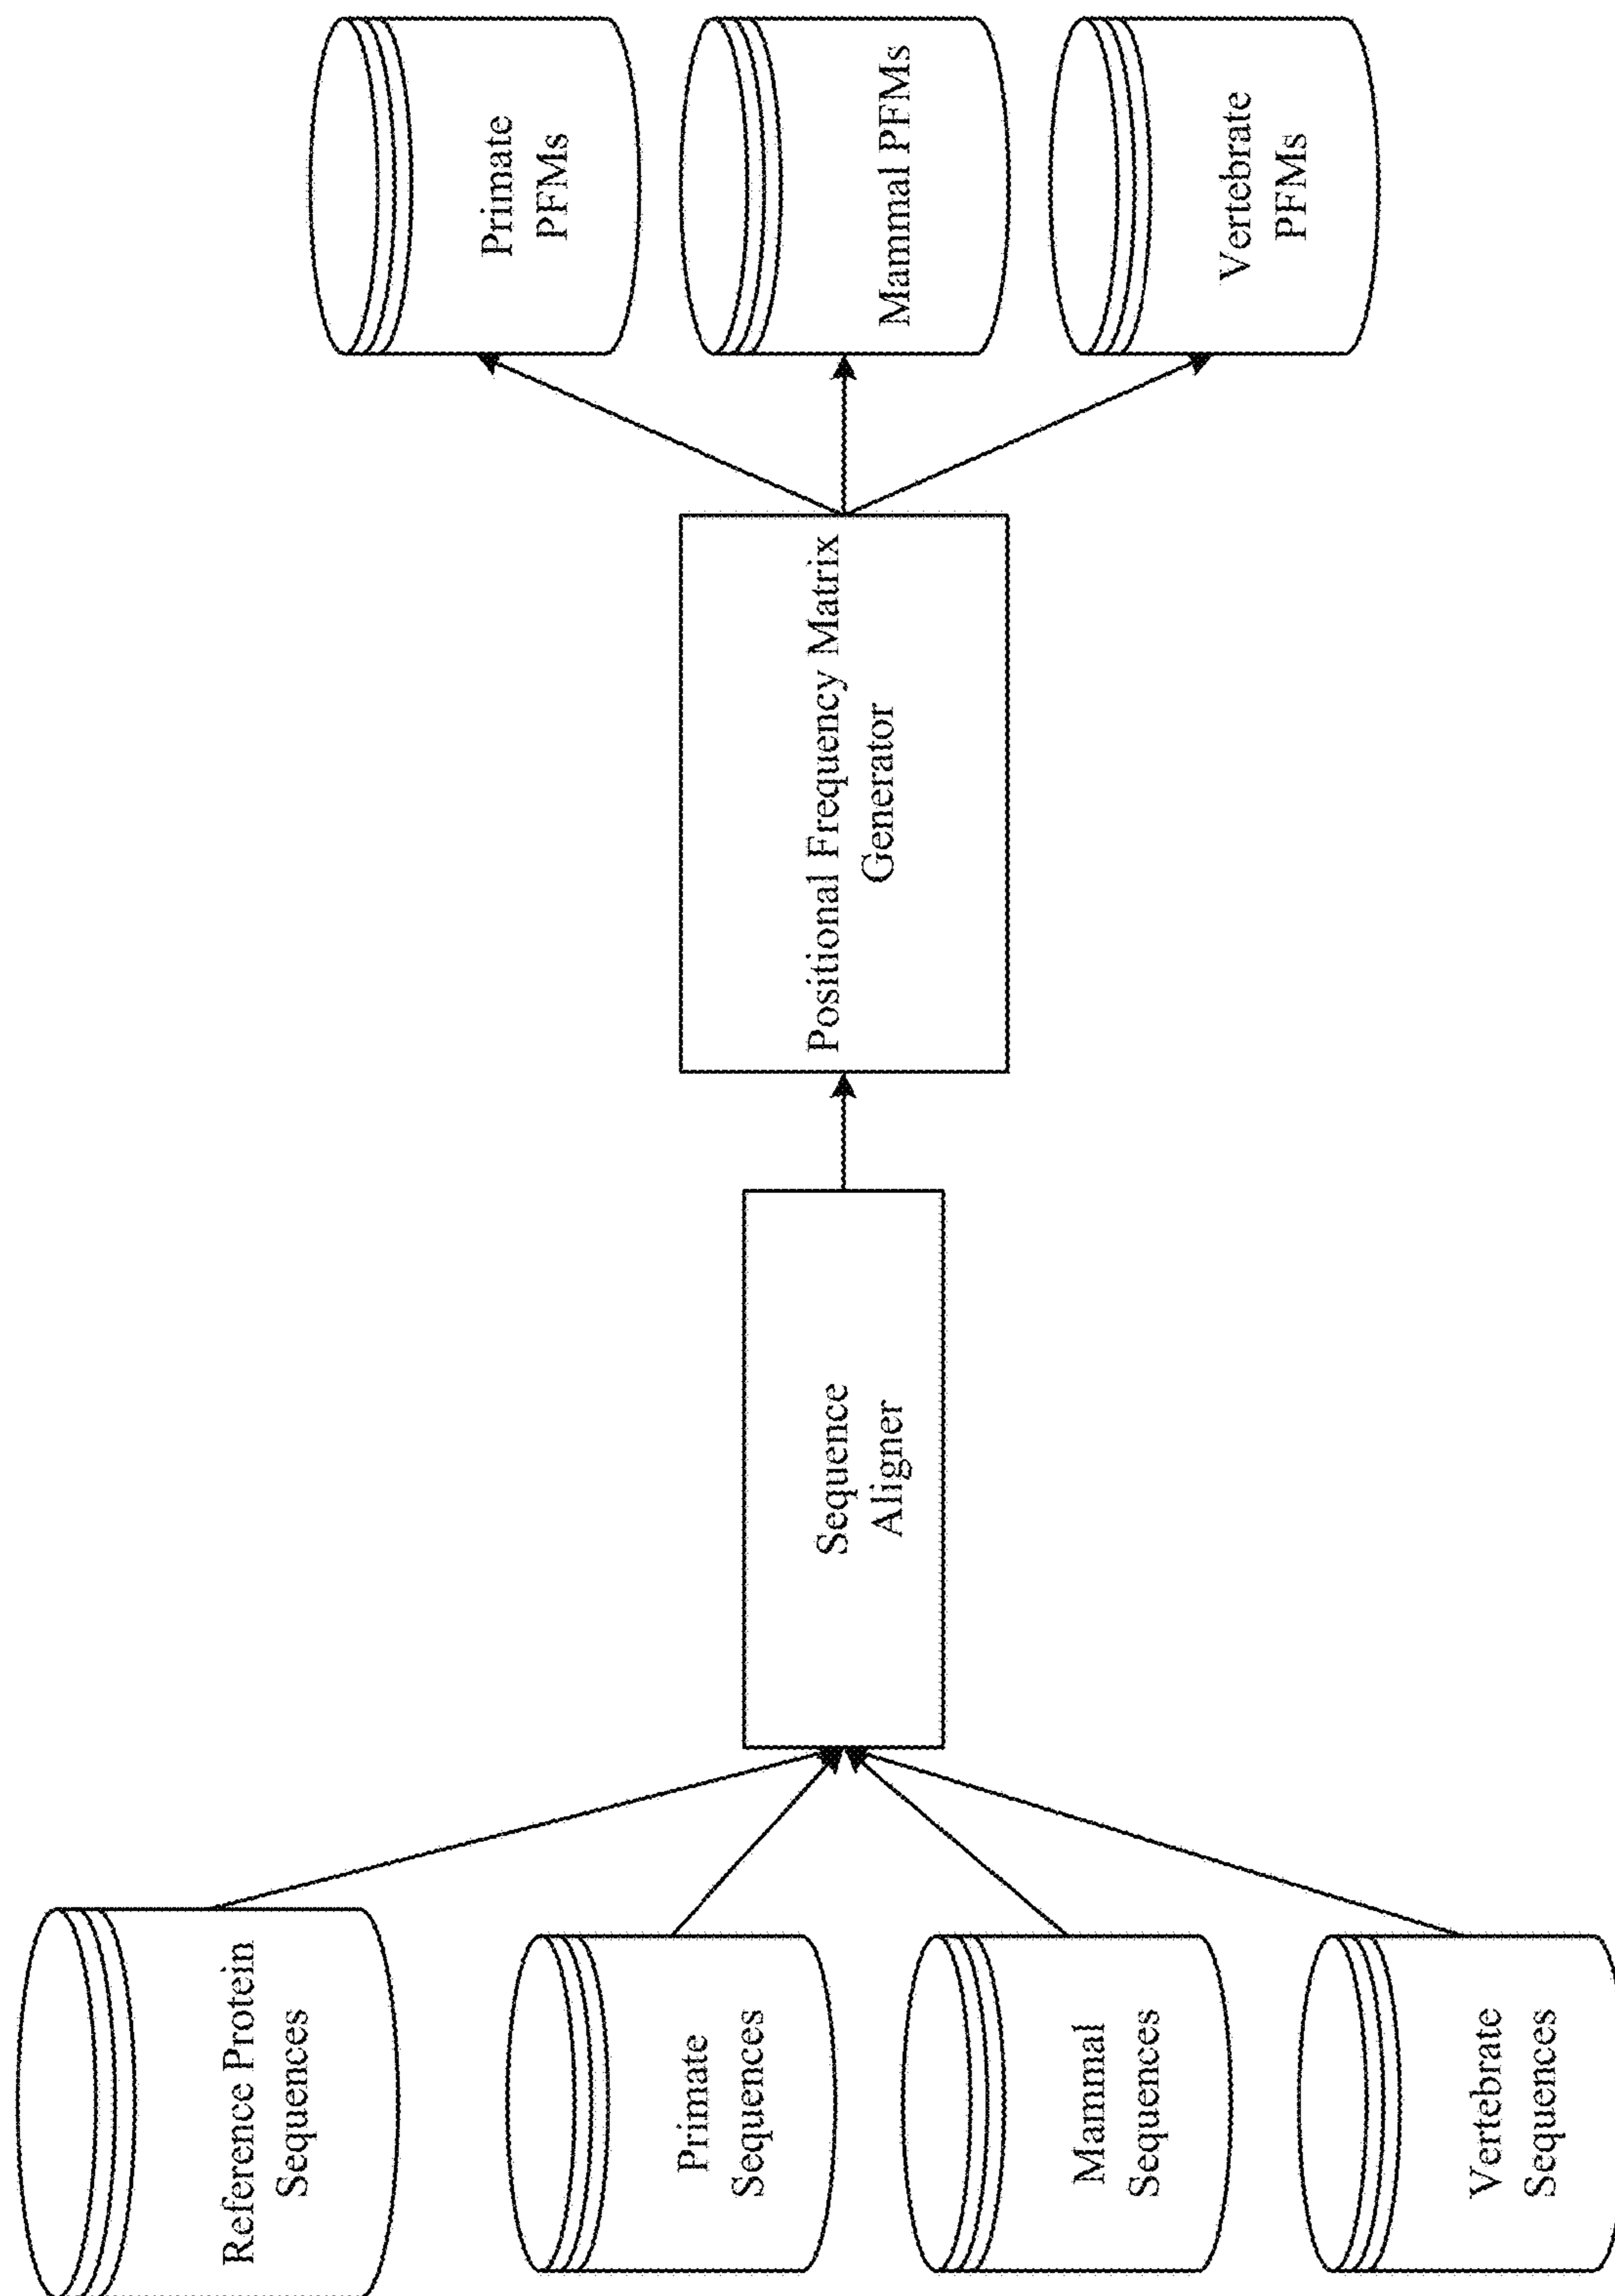 Reference Protein
Sequences
Primate
Sequences
Mammal
Sequences
Vertebrate
Sequences
Sequence
Aligner
Positional Frequency Matrix
Generator
Primate
PFMs
Mammal PFMs
Vertebrate
PFMs